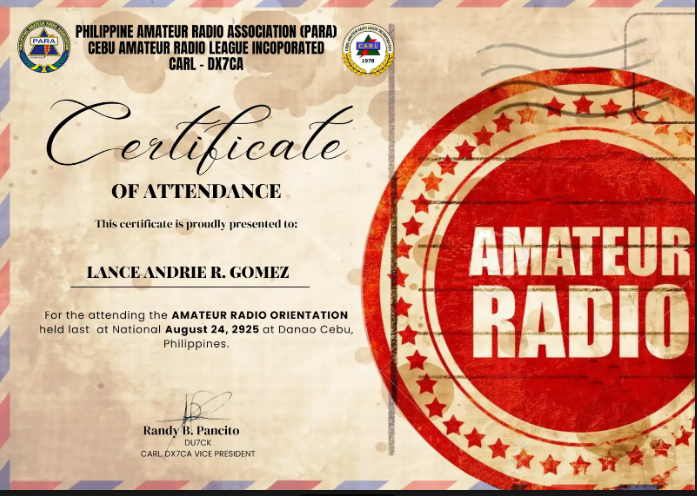 PHILIPPINE AMATEUR RADIO ASSOCIATION (PARA)
CEBU AMATEUR RADIO LEAGUE INCOPORATED
CARL - DX7CA
PARA
CARL
1978
Certificate
OF ATTENDANCE
This certificate is proudly presented to:
LANCE ANDRIE R. GOMEZ
For the attending the AMATEUR RADIO ORIENTATION
held last at National August 24, 2925 at Danao Cebu,
Philippines.
Randy B. Pancito
DU7CK
CARL, DX7CA VICE PRESIDENT
AMATEUR
RADIO